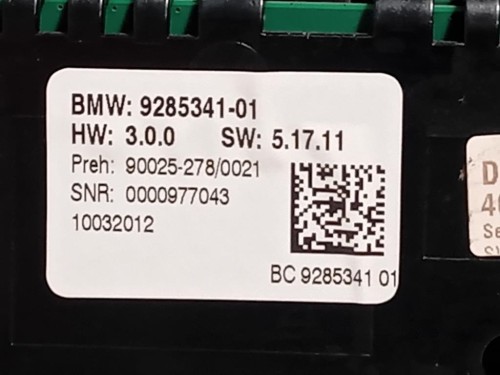 BMW: 9285341-01
HW: 3.0.0 SW: 5.17.11
Preh: 90025-278/0021
SNR: 0000977043
10032012
BC 9285341 01
D
Se